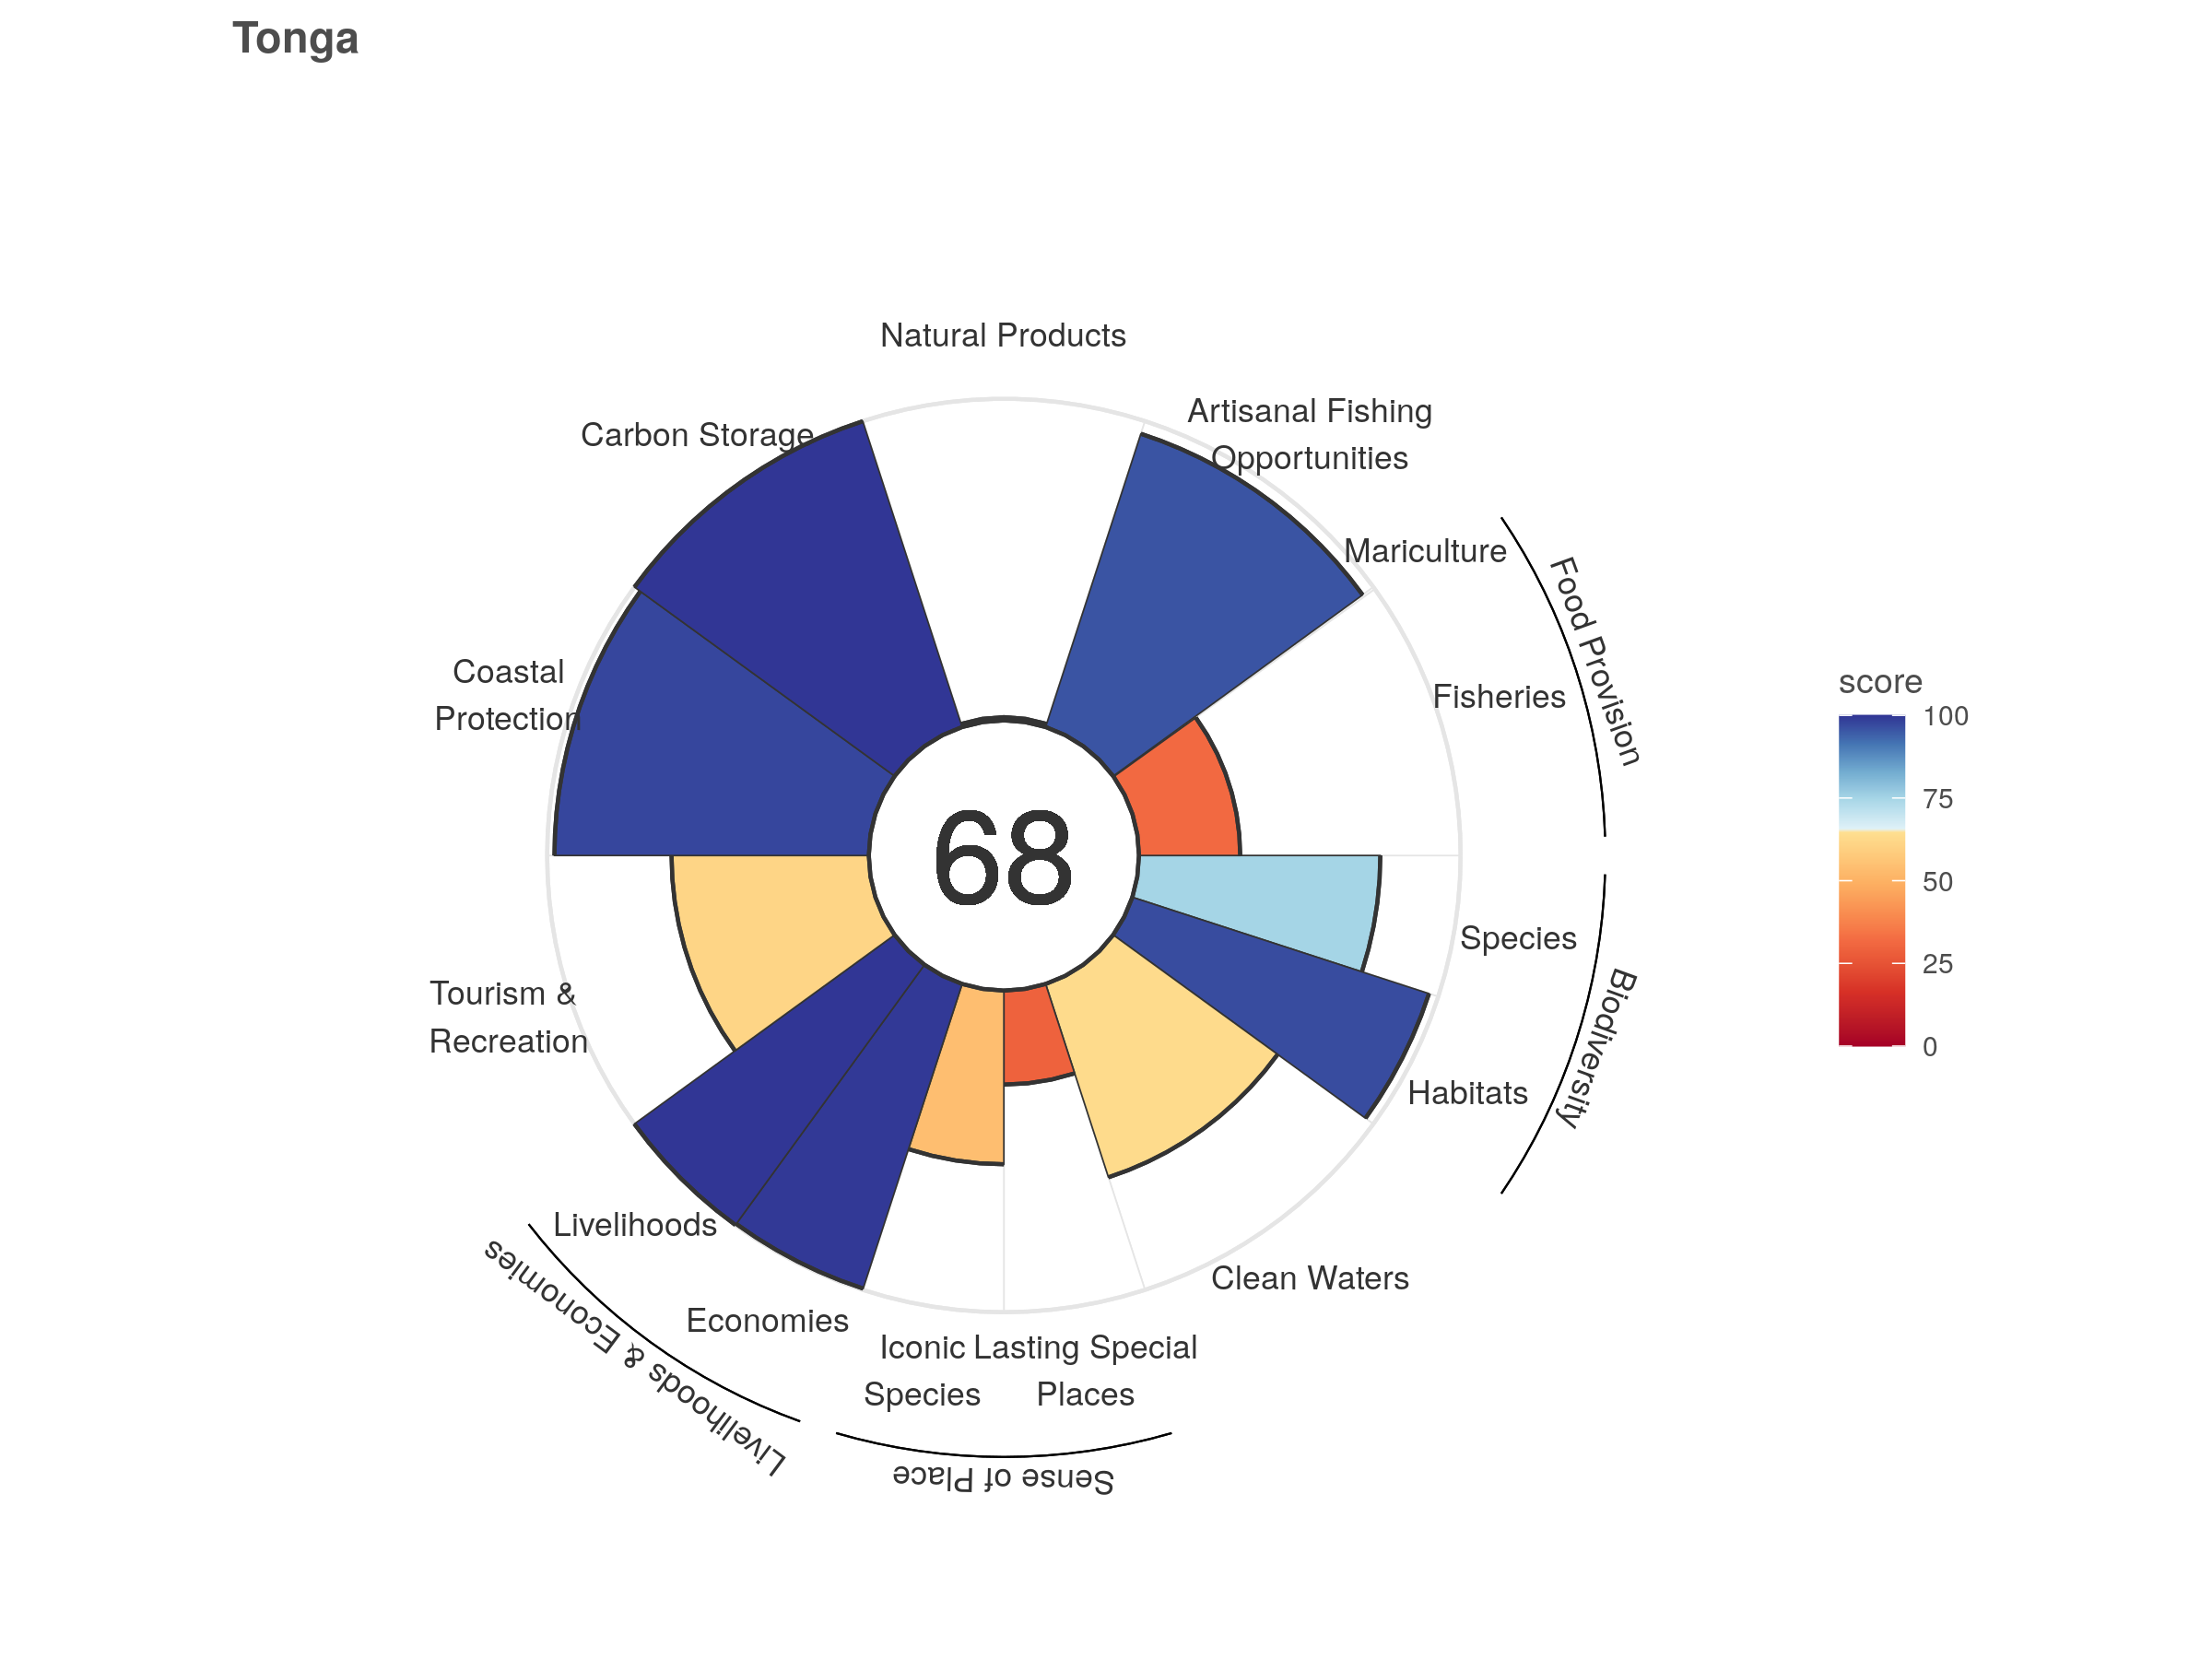 Tonga
Natural Products
Artisanal Fishing
Opportunities
Carbon Storage
Mariculture
Food Provision
Fisheries
Coastal
Protection
score
100
75
50
25
0
68
Species
Biodiversity
Habitats
Tourism &
Recreation
Livelihoods
Clean Waters
Economies
Livelihoods & Economies
Iconic
Species
Lasting Special
Places
Sense of Place